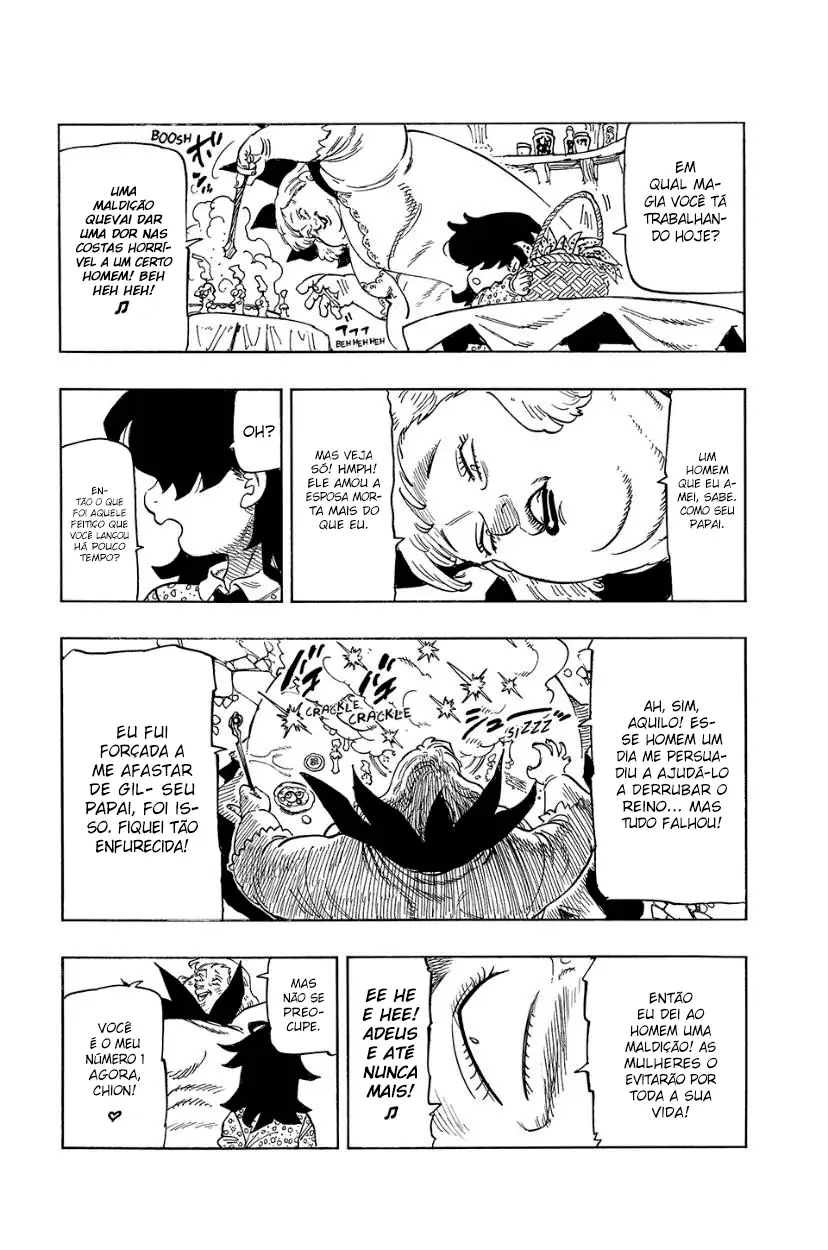 EM
QUAL MA-
GIA VOCÊ TÁ
TRABALHAN-
DO HOJE?
BOOSH
UMA
MALDIÇÃO
QUEVAI DAR
UMA DOR NAS
COSTAS HORRÍ-
VEL A UM CERTO
HOMEM! BEH
HEH HEH!
♫
BEH HEH HEH
UM
HOMEM
QUE EU A-
MEI, SABE.
COMO SEU
PAPAI.
MAS VEJA
SÓ! HMPH!
ELE AMOU A
ESPOSA MOR-
TA MAIS DO
QUE EU.
OH?
EN-
TÃO O QUE
FOI AQUELE
FEITIÇO QUE
VOCÊ LANÇOU
HÁ POUCO
TEMPO?
AH, SIM,
AQUILO! ES-
SE HOMEM UM
DIA ME PERSUA-
DIU A AJUDÁ-LO
A DERRUBAR O
REINO... MAS
TUDO FALHOU!
SIZZZ
CRACKLE
CRACKLE
EU FUI
FORÇADA A
ME AFASTAR
DE GIL- SEU
PAPAI, FOI IS-
SO. FIQUEI TÃO
ENFURECIDA!
ENTÃO
EU DEI AO
HOMEM UMA
MALDIÇÃO! AS
MULHERES O
EVITARÃO POR
TODA A SUA
VIDA!
EE HE
E HEE!
ADEUS
E ATÉ
NUNCA
MAIS!
♫
MAS
NÃO SE
PREO-
CUPE.
VOCÊ
É O MEU
NÚMERO 1
AGORA,
CHION!
♡